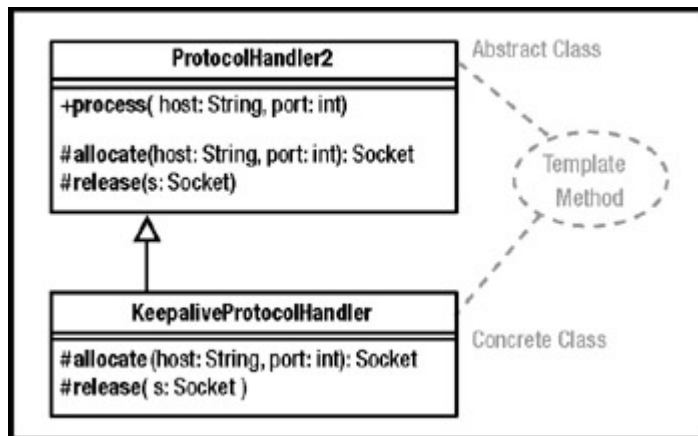 ProtocolHandler2
Abstract Class
+process( host: String, port: int)
#allocate(host: String, port: int): Socket
#release(s: Socket)
Template
Method
KeepaliveProtocolHandler
Concrete Class
#allocate (host: String, port: int): Socket
#release( s: Socket )